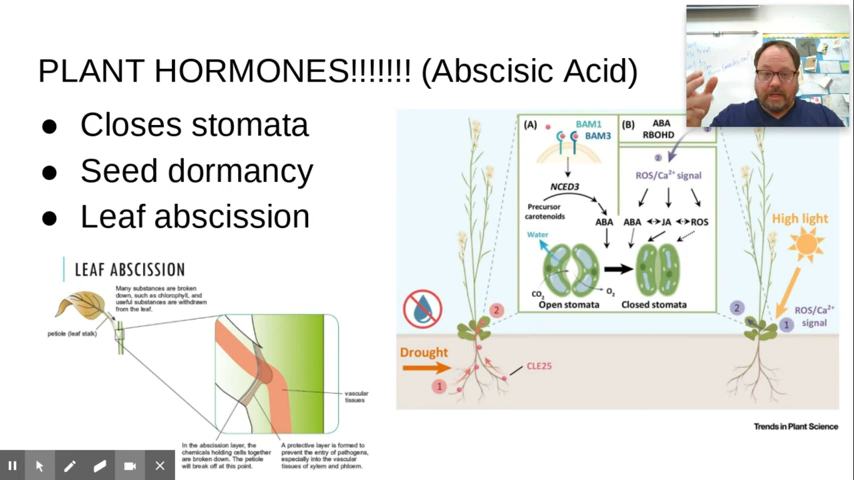 PLANT HORMONES!!!!!!! (Abscisic Acid)
● Closes stomata
● Seed dormancy
● Leaf abscission
LEAF ABSCISSION
Many substances are broken
down, such as chlorophyll, and
useful substances are withdrawn
from the leaf.
petiole (leaf stalk)
vascular
tissues
In the abscission layer, the
chemicals holding cells together
are broken down. The petiole
will break off at this point.
A protective layer is formed to
prevent the entry of pathogens,
especially into the vascular
tissues of xylem and phloem.
(A)
BAM1
BAM3
NCED3
Precursor
carotenoids
ABA
Water
CO2
O2
Open stomata
(B)
ABA
RBOHD
2
ROS/Ca2+ signal
ABA JA ROS
Closed stomata
High light
ROS/Ca2+
signal
2
1
2
Drought
1
CLE25
Trends in Plant Science